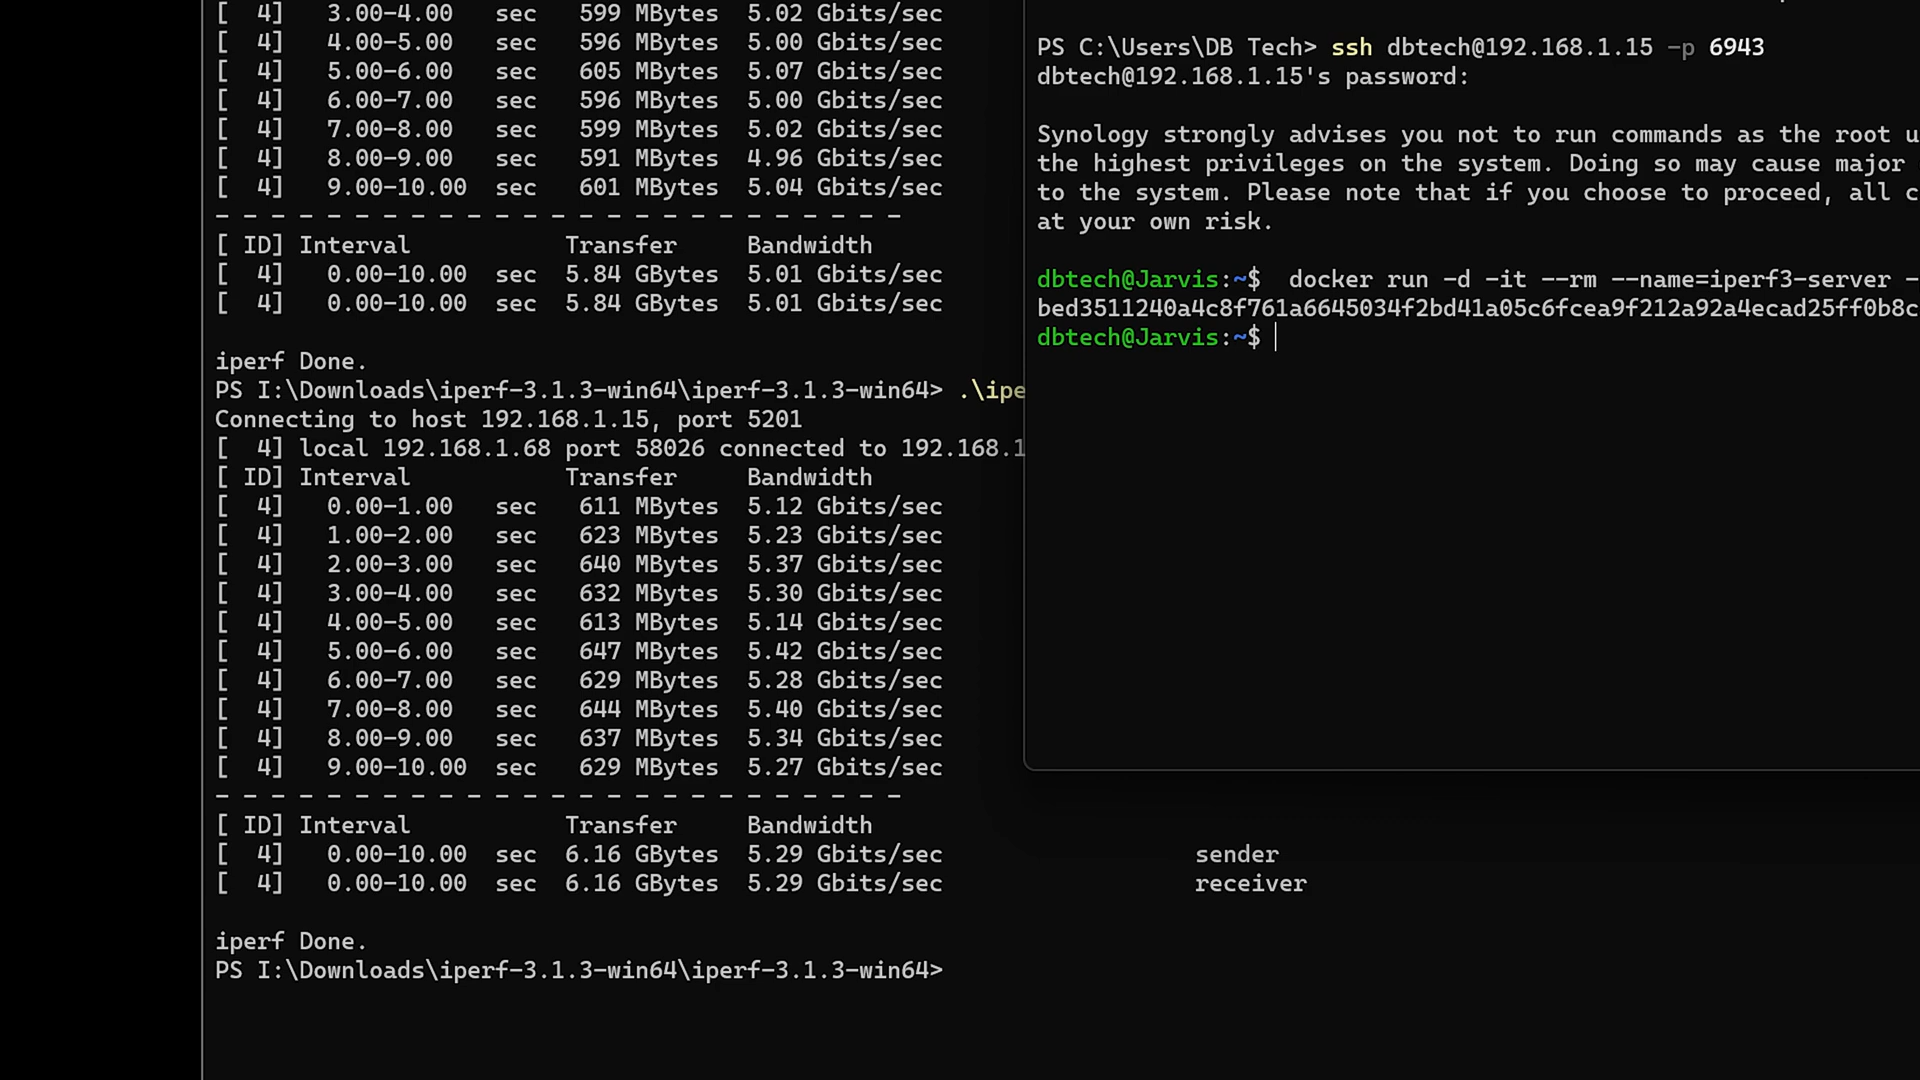 [  4]   3.00-4.00   sec   599 MBytes  5.02 Gbits/sec
[  4]   4.00-5.00   sec   596 MBytes  5.00 Gbits/sec
[  4]   5.00-6.00   sec   605 MBytes  5.07 Gbits/sec
[  4]   6.00-7.00   sec   596 MBytes  5.00 Gbits/sec
[  4]   7.00-8.00   sec   599 MBytes  5.02 Gbits/sec
[  4]   8.00-9.00   sec   591 MBytes  4.96 Gbits/sec
[  4]   9.00-10.00  sec   601 MBytes  5.04 Gbits/sec
- - - - - - - - - - - - - - - - - - - - - - - - -
[ ID] Interval           Transfer     Bandwidth
[  4]   0.00-10.00  sec  5.84 GBytes  5.01 Gbits/sec
[  4]   0.00-10.00  sec  5.84 GBytes  5.01 Gbits/sec
iperf Done.
PS I:\Downloads\iperf-3.1.3-win64\iperf-3.1.3-win64> .\ipe
Connecting to host 192.168.1.15, port 5201
[  4] local 192.168.1.68 port 58026 connected to 192.168.1
[ ID] Interval           Transfer     Bandwidth
[  4]   0.00-1.00   sec   611 MBytes  5.12 Gbits/sec
[  4]   1.00-2.00   sec   623 MBytes  5.23 Gbits/sec
[  4]   2.00-3.00   sec   640 MBytes  5.37 Gbits/sec
[  4]   3.00-4.00   sec   632 MBytes  5.30 Gbits/sec
[  4]   4.00-5.00   sec   613 MBytes  5.14 Gbits/sec
[  4]   5.00-6.00   sec   647 MBytes  5.42 Gbits/sec
[  4]   6.00-7.00   sec   629 MBytes  5.28 Gbits/sec
[  4]   7.00-8.00   sec   644 MBytes  5.40 Gbits/sec
[  4]   8.00-9.00   sec   637 MBytes  5.34 Gbits/sec
[  4]   9.00-10.00  sec   629 MBytes  5.27 Gbits/sec
- - - - - - - - - - - - - - - - - - - - - - - - -
[ ID] Interval           Transfer     Bandwidth
[  4]   0.00-10.00  sec  6.16 GBytes  5.29 Gbits/sec                  sender
[  4]   0.00-10.00  sec  6.16 GBytes  5.29 Gbits/sec                  receiver
iperf Done.
PS I:\Downloads\iperf-3.1.3-win64\iperf-3.1.3-win64>
PS C:\Users\DB Tech> ssh dbtech@192.168.1.15 -p 6943
dbtech@192.168.1.15's password:
Synology strongly advises you not to run commands as the root u
the highest privileges on the system. Doing so may cause major
to the system. Please note that if you choose to proceed, all c
at your own risk.
dbtech@Jarvis:~$  docker run -d -it --rm --name=iperf3-server -
bed3511240a4c8f761a6645034f2bd41a05c6fcea9f212a92a4ecad25ff0b8c
dbtech@Jarvis:~$